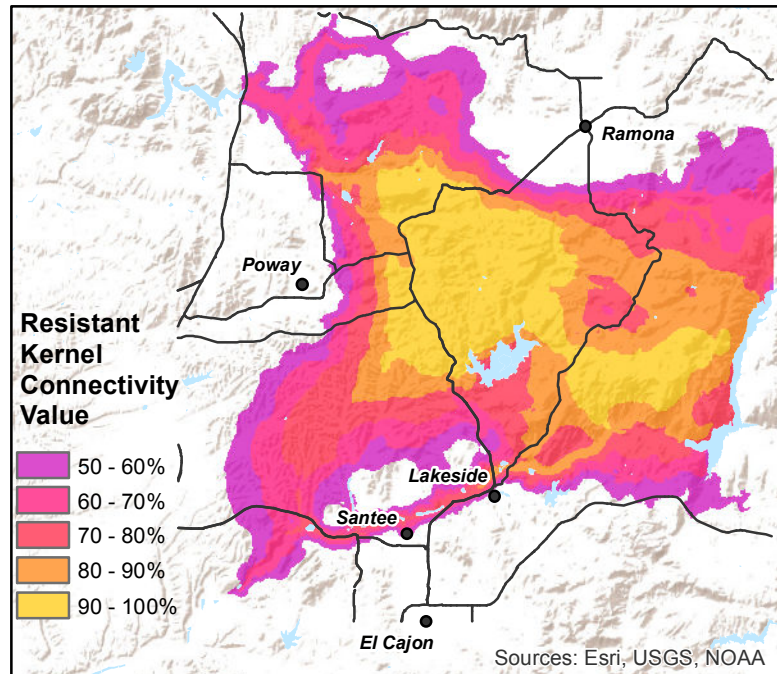 Ramona
Poway
Resistant
Kernel
Connectivity
Value
50 - 60%
60 - 70%
70 - 80%
80 - 90%
90 - 100%
Lakeside
Santee
El Cajon
Sources: Esri, USGS, NOAA